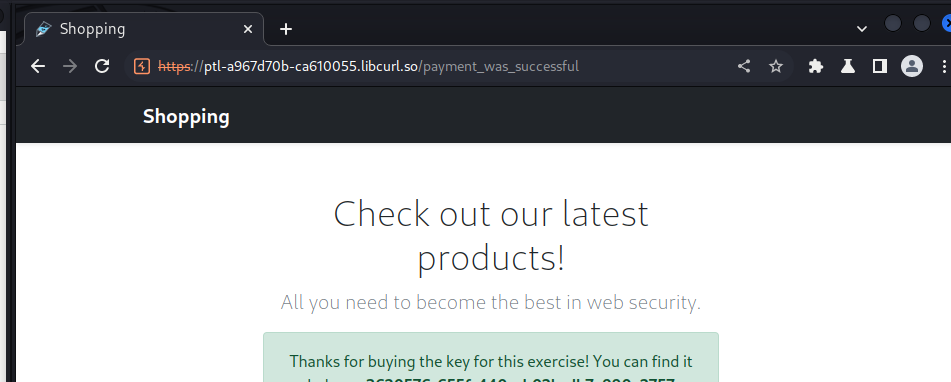 Shopping
https://ptl-a967d70b-ca610055.libcurl.so/payment_was_successful
Shopping
Check out our latest
products!
All you need to become the best in web security.
Thanks for buying the key for this exercise! You can find it